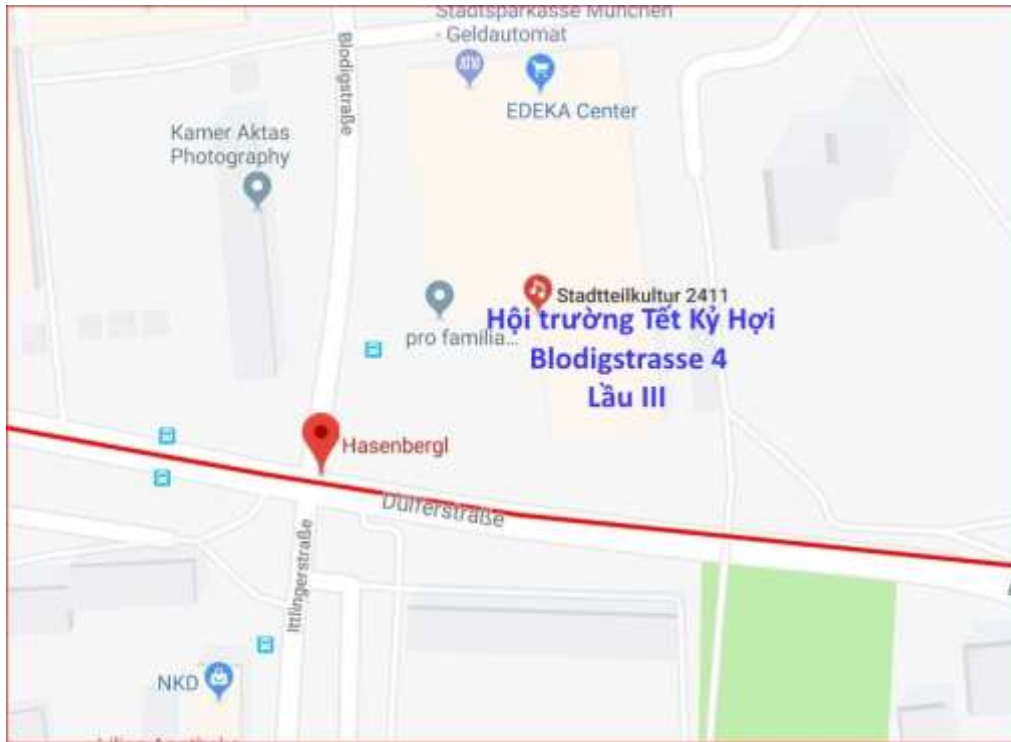 Stadtsparkasse München
- Geldautomat
EDEKA Center
Blodigstraße
Kamer Aktas
Photography
Stadtteilkultur 2411
pro familia...
Hội trường Tết Kỷ Hợi
Blodigstrasse 4
Lầu III
Hasenbergl
Dülferstraße
Ittlingerstraße
NKD